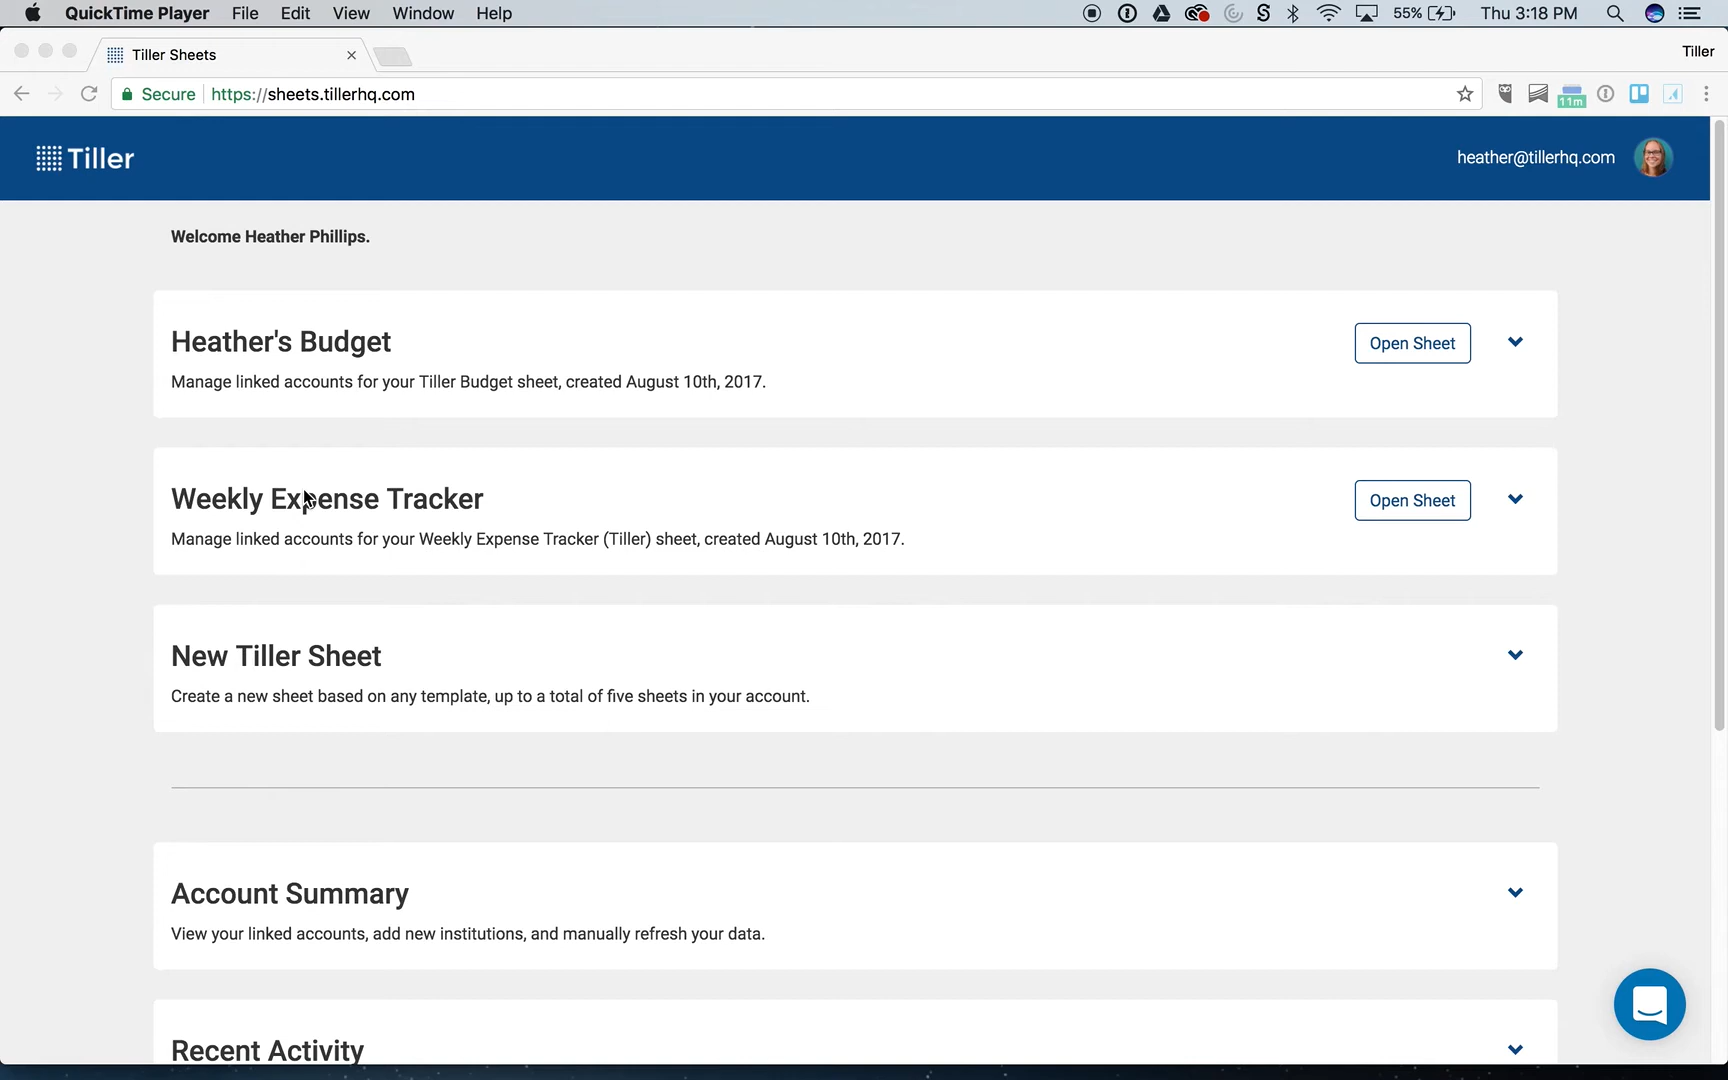 QuickTime Player File Edit View Window Help 55% Thu 3:18 PM
Tiller Sheets Tiller
Secure https://sheets.tillerhq.com 11m
Tiller heather@tillerhq.com
Welcome Heather Phillips.
Heather's Budget Open Sheet
Manage linked accounts for your Tiller Budget sheet, created August 10th, 2017.
Weekly Expense Tracker Open Sheet
Manage linked accounts for your Weekly Expense Tracker (Tiller) sheet, created August 10th, 2017.
New Tiller Sheet
Create a new sheet based on any template, up to a total of five sheets in your account.
Account Summary
View your linked accounts, add new institutions, and manually refresh your data.
Recent Activity